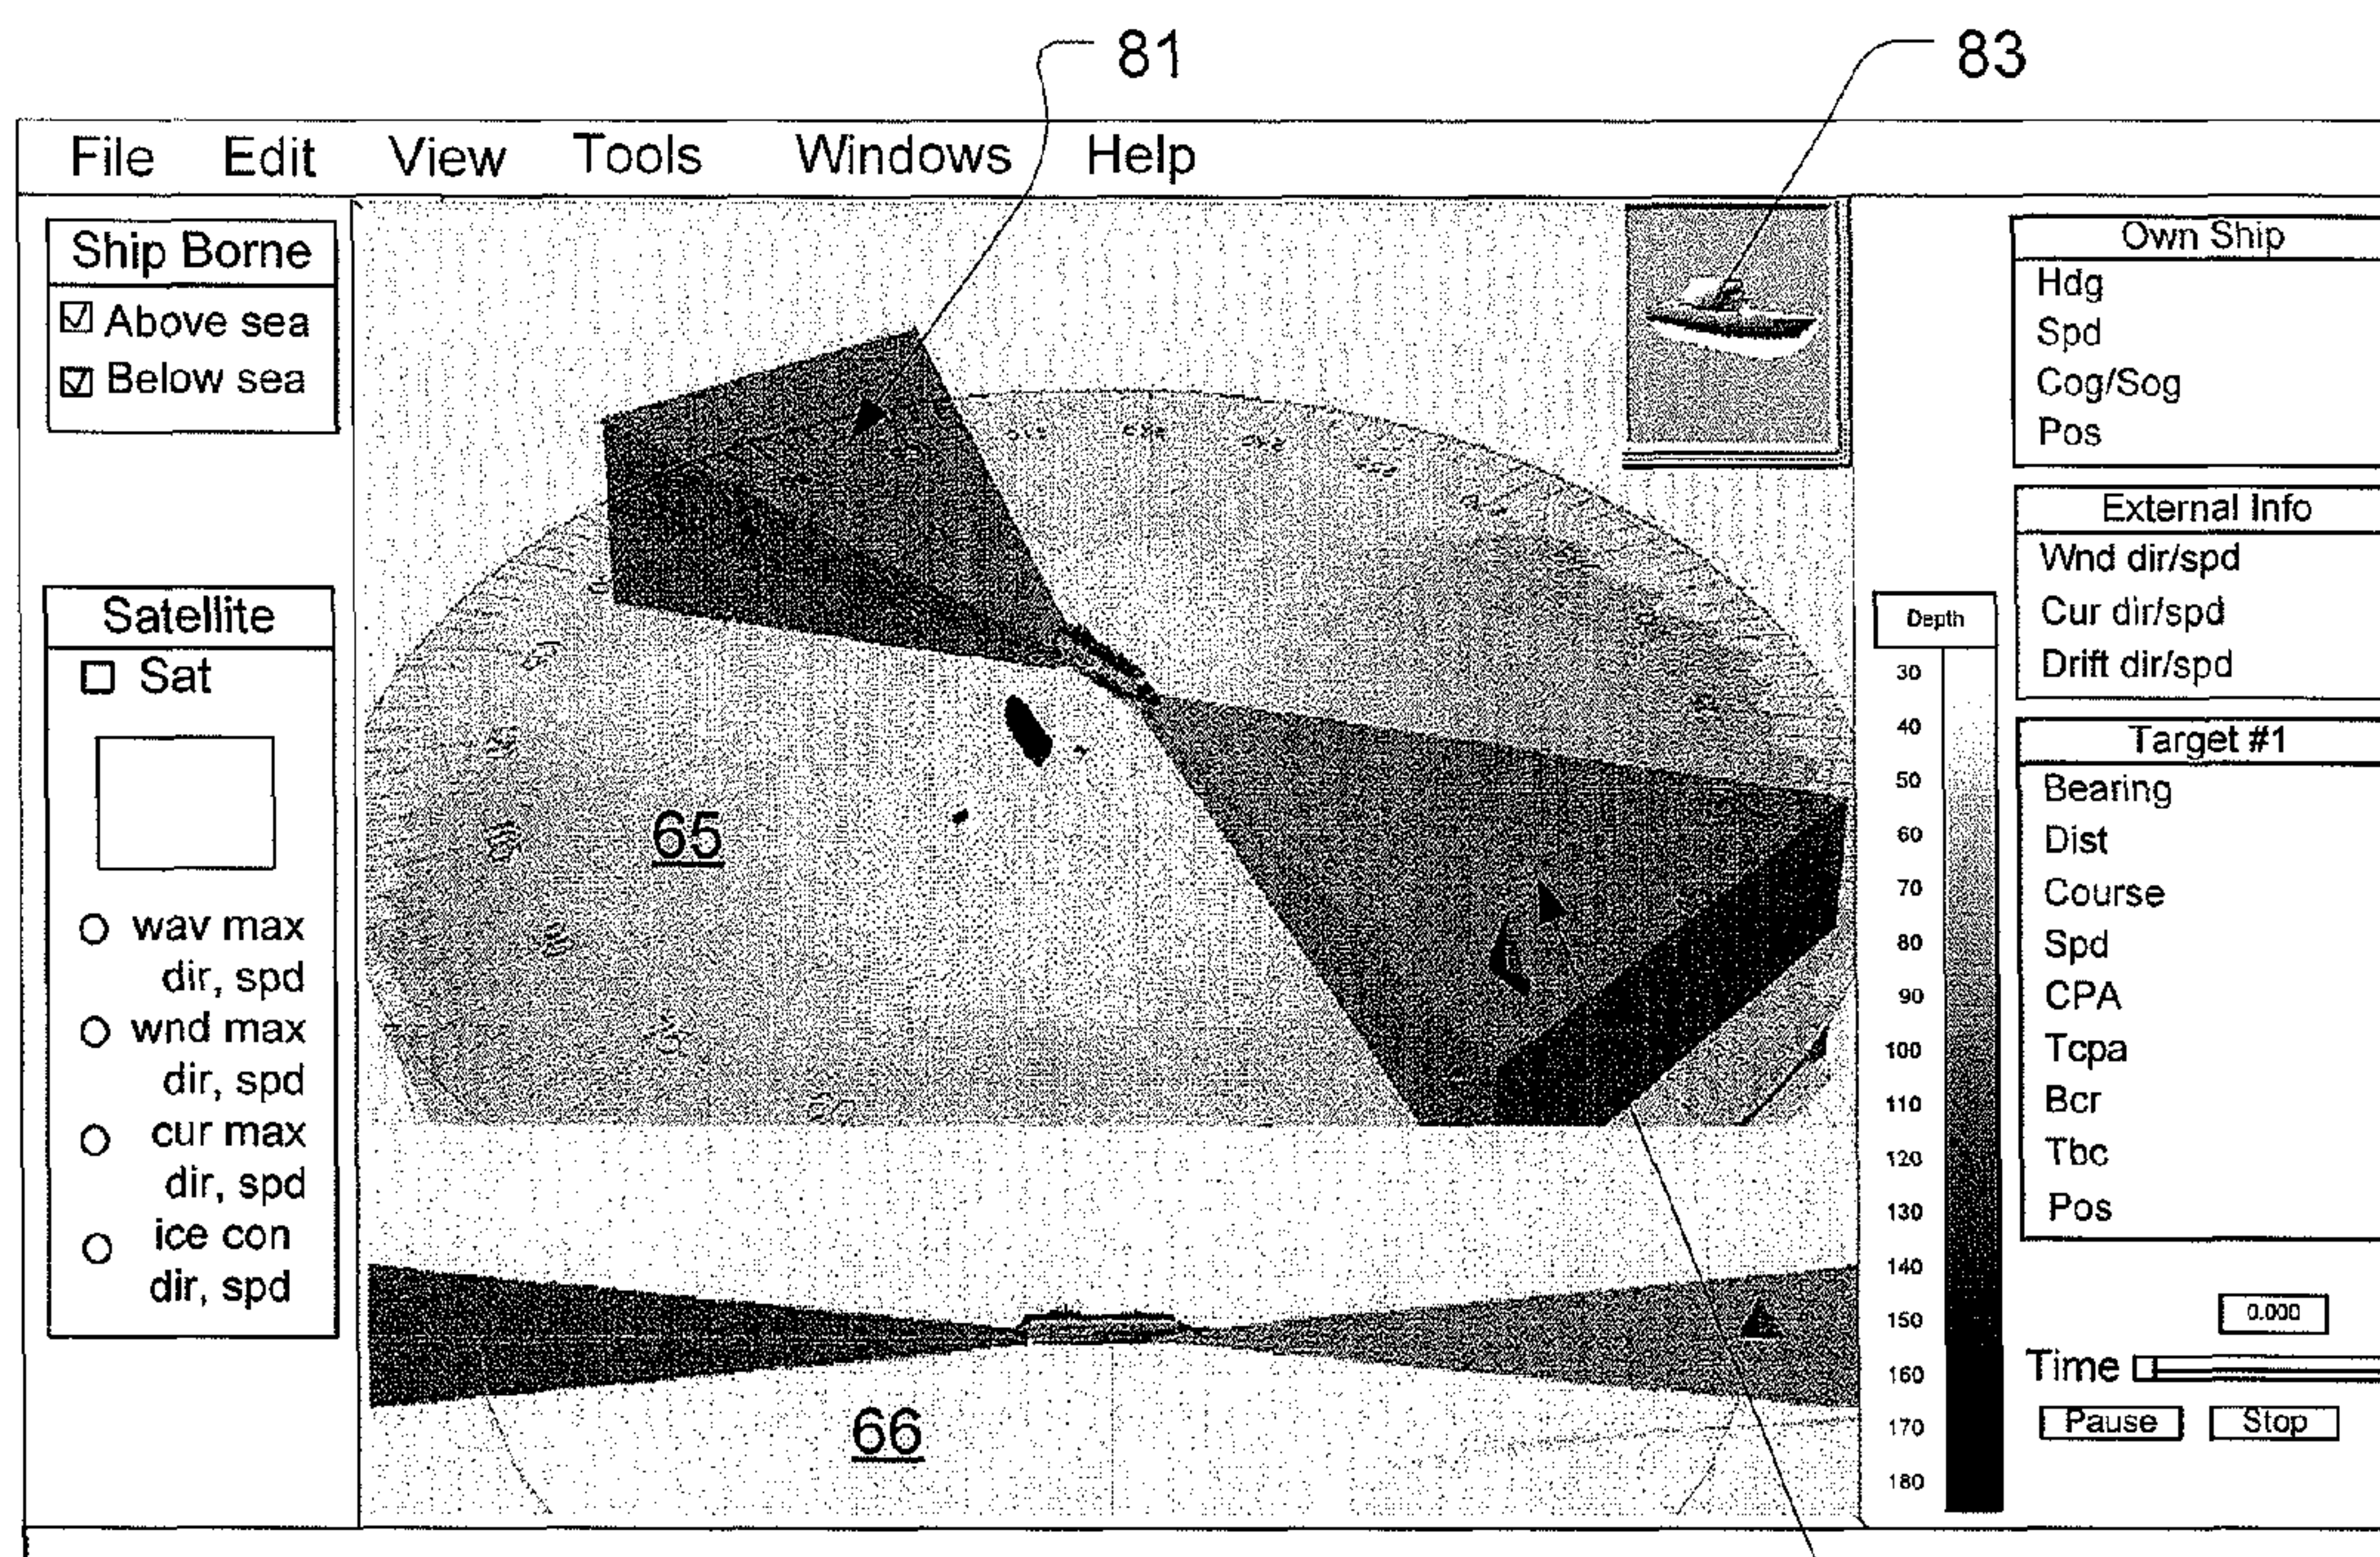 81
83
File Edit View Tools Windows Help
Ship Borne
Above sea
Below sea
Satellite
Sat
wav max
dir, spd
wnd max
dir, spd
cur max
dir, spd
ice con
dir, spd
65
66
Depth
30
40
50
60
70
80
90
100
110
120
130
140
150
160
170
180
Own Ship
Hdg
Spd
Cog/Sog
Pos
External Info
Wnd dir/spd
Cur dir/spd
Drift dir/spd
Target #1
Bearing
Dist
Course
Spd
CPA
Tcpa
Bcr
Tbc
Pos
0.000
Time
Pause Stop